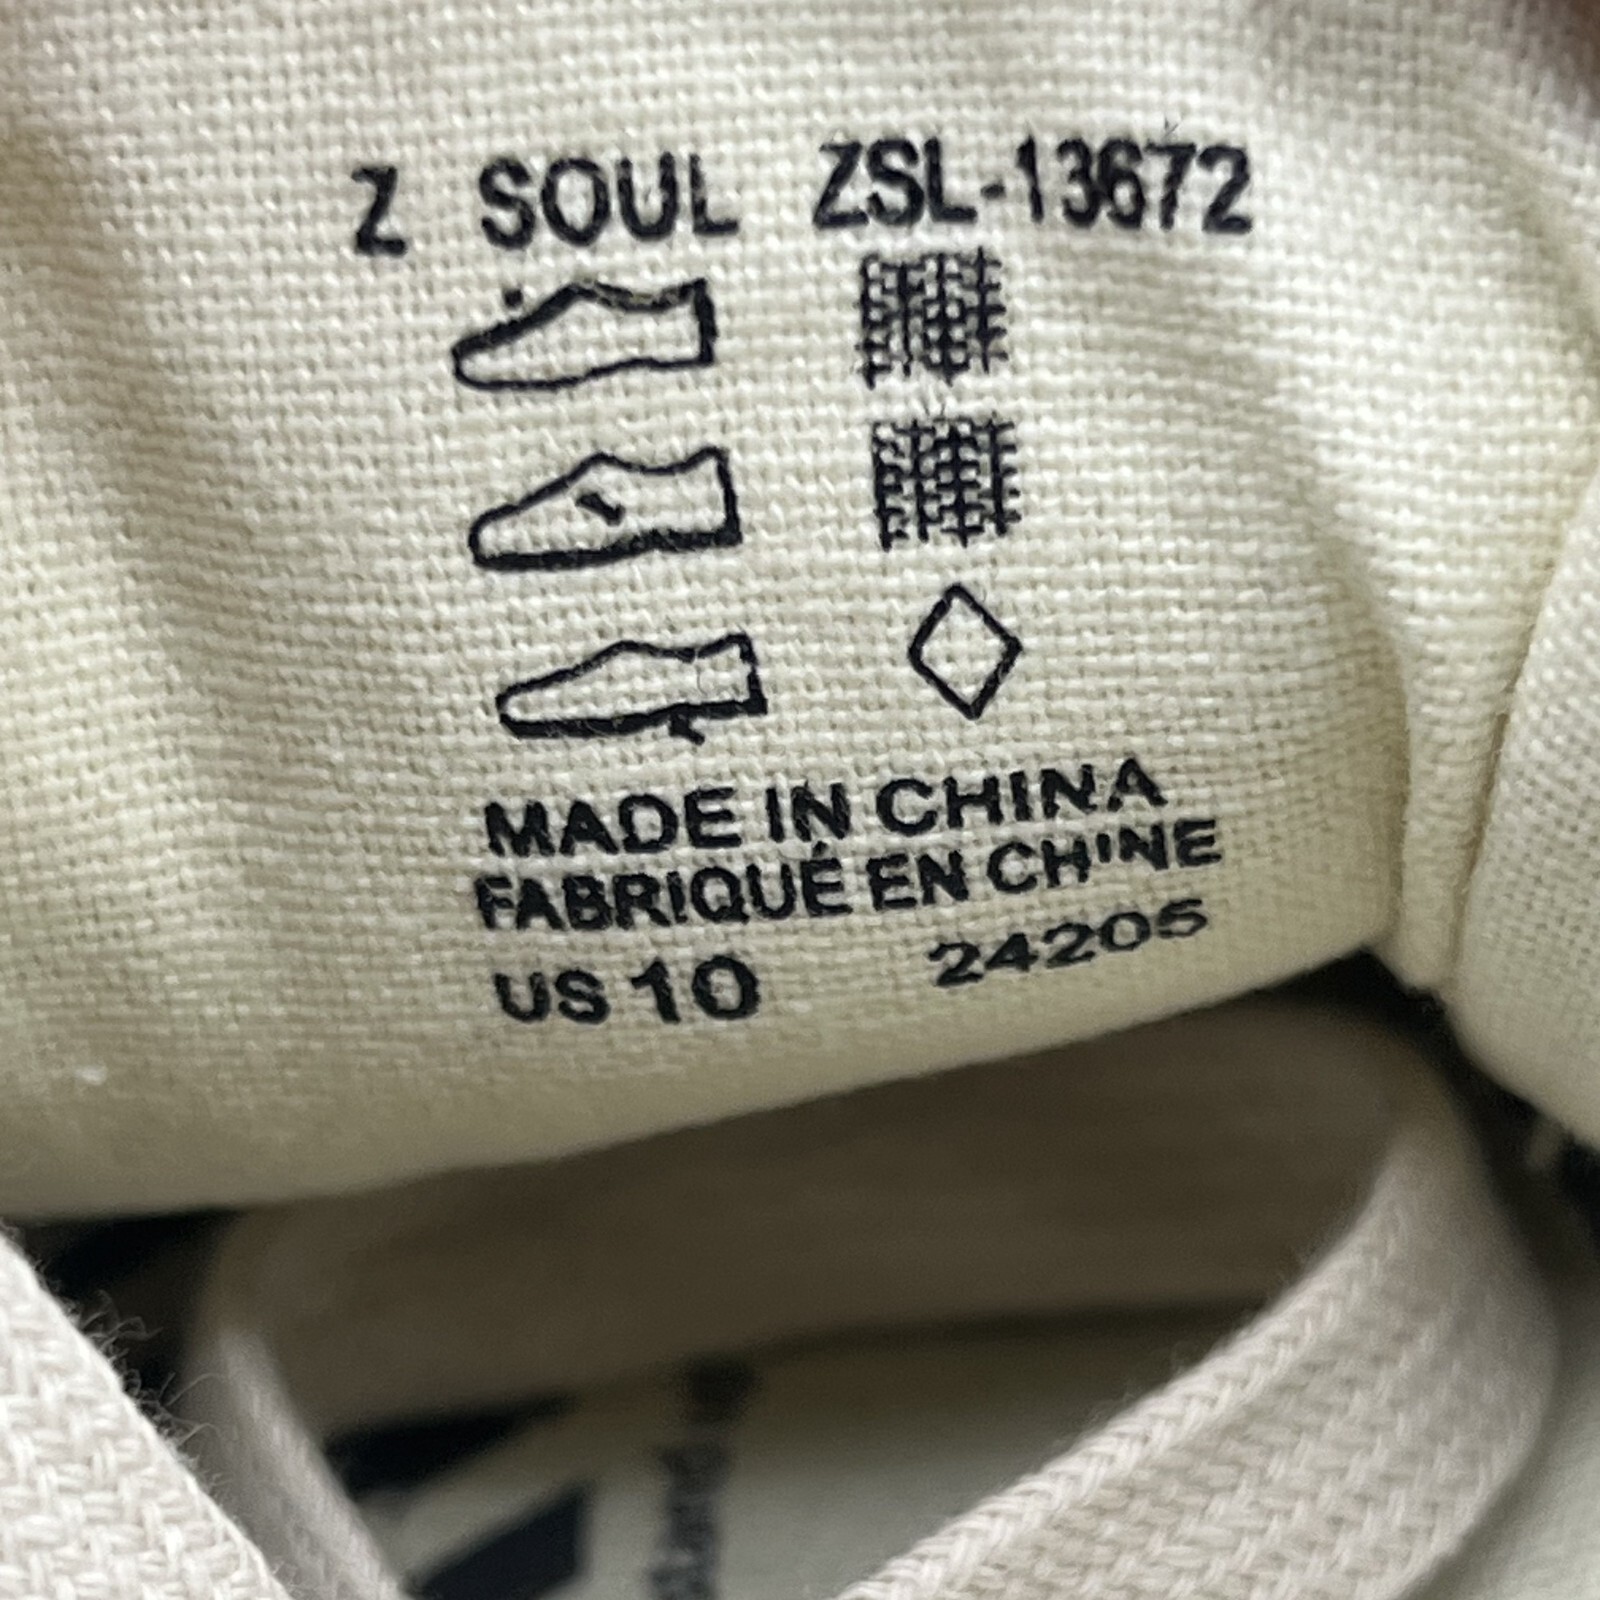 Z SOUL ZSL-13672
MADE IN CHINA
FABRIQUÉ EN CHINE
US 10 24205